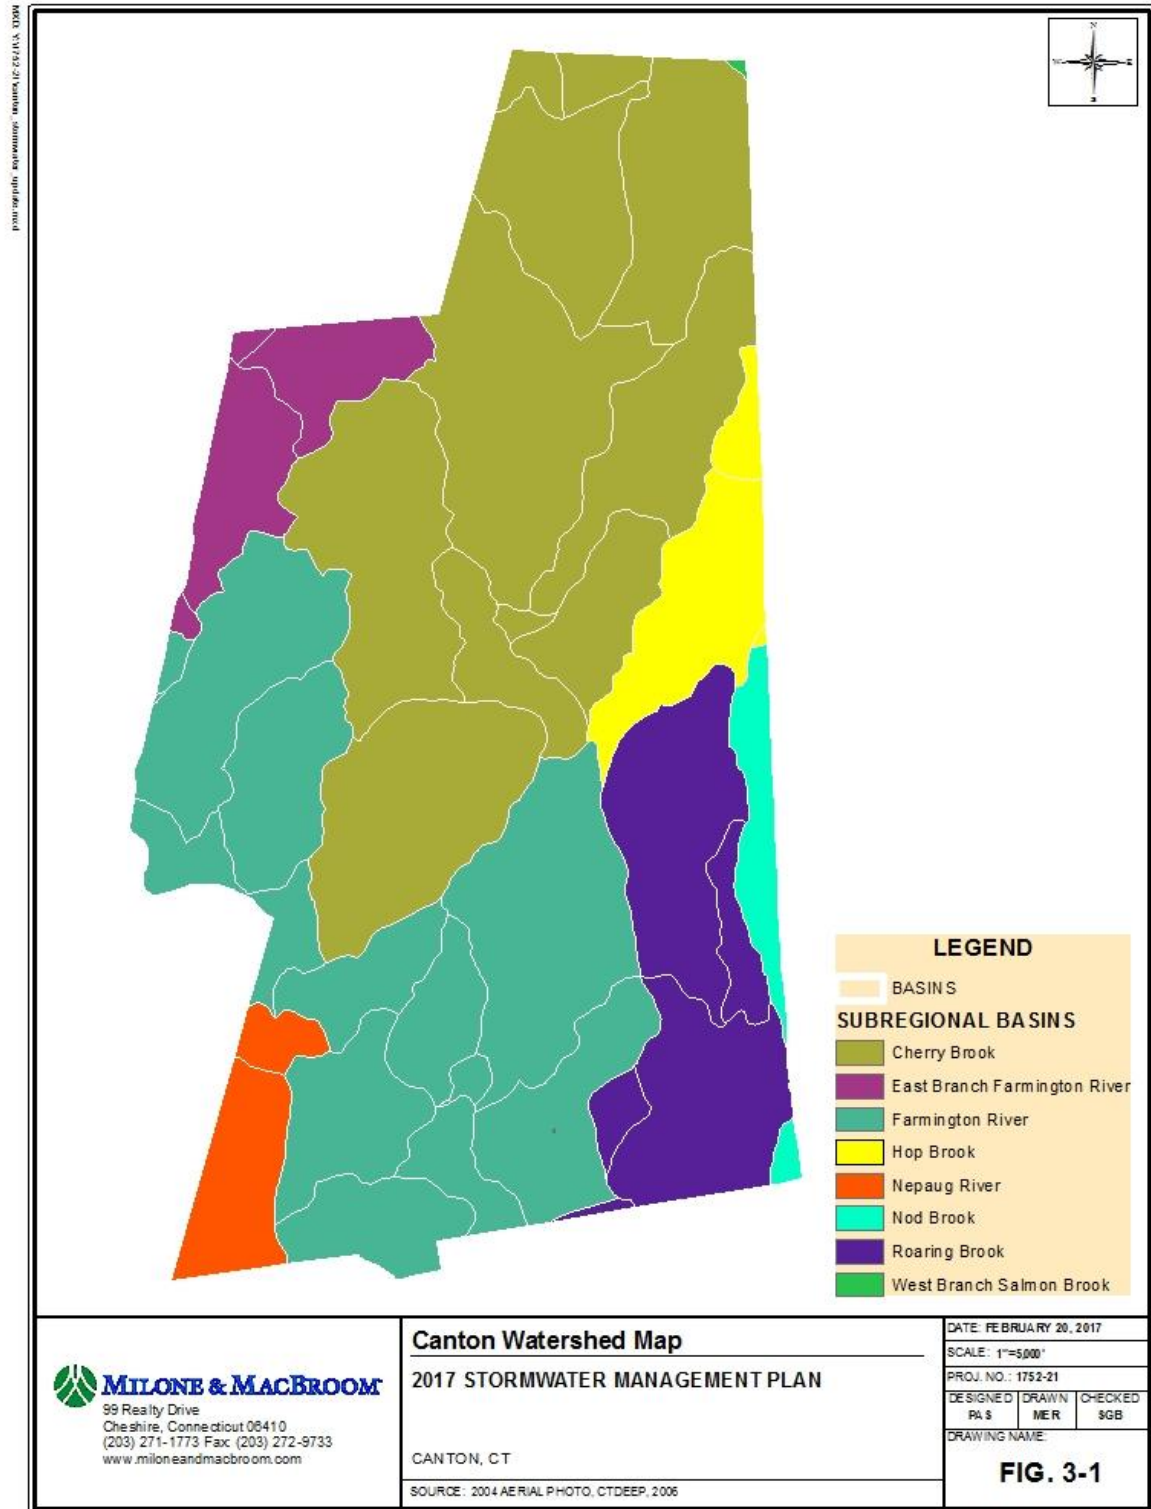 LEGEND
BASINS
SUBREGIONAL BASINS
Cherry Brook
East Branch Farmington River
Farmington River
Hop Brook
Nepaug River
Nod Brook
Roaring Brook
West Branch Salmon Brook
MILONE & MACBROOM
99 Realty Drive
Cheshire, Connecticut 06410
(203) 271-1773 Fax: (203) 272-9733
www.miloneandmacbroom.com
Canton Watershed Map
2017 STORMWATER MANAGEMENT PLAN
CANTON, CT
SOURCE: 2004 AERIAL PHOTO, CTDEEP, 2006
DATE: FEBRUARY 20, 2017
SCALE: 1"=5,000'
PROJ. NO.: 1752-21
DESIGNED DRAWN CHECKED
PAS MER SGB
DRAWING NAME:
FIG. 3-1